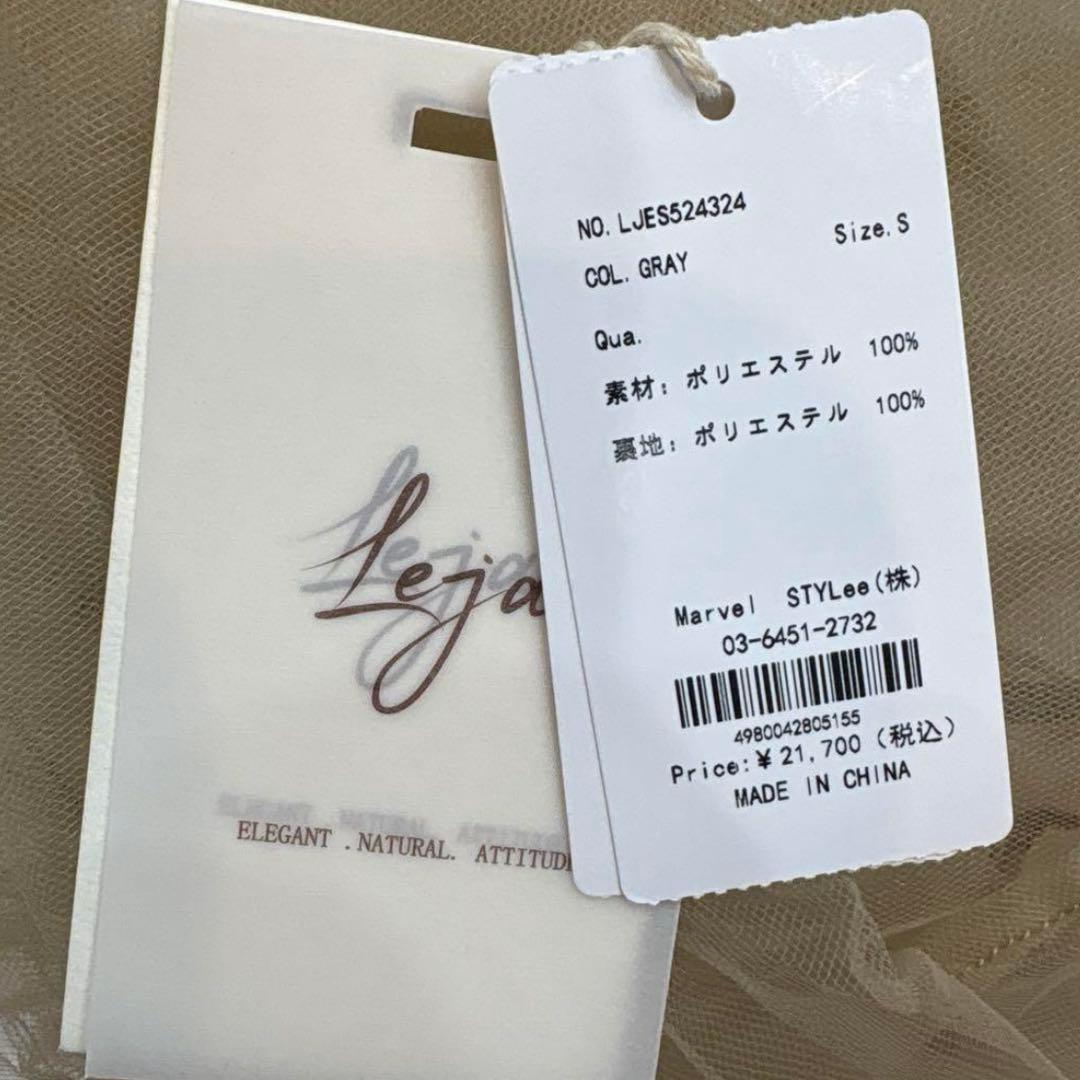 Leja
ELEGANT .NATURAL. ATTITUD
NO. LJES524324
Size. S
COL. GRAY
Qua.
素材: ポリエステル 100%
裏地: ポリエステル 100%
Marvel STYLee(株)
03-6451-2732
4980042805155
Price:¥21,700 (税込)
MADE IN CHINA